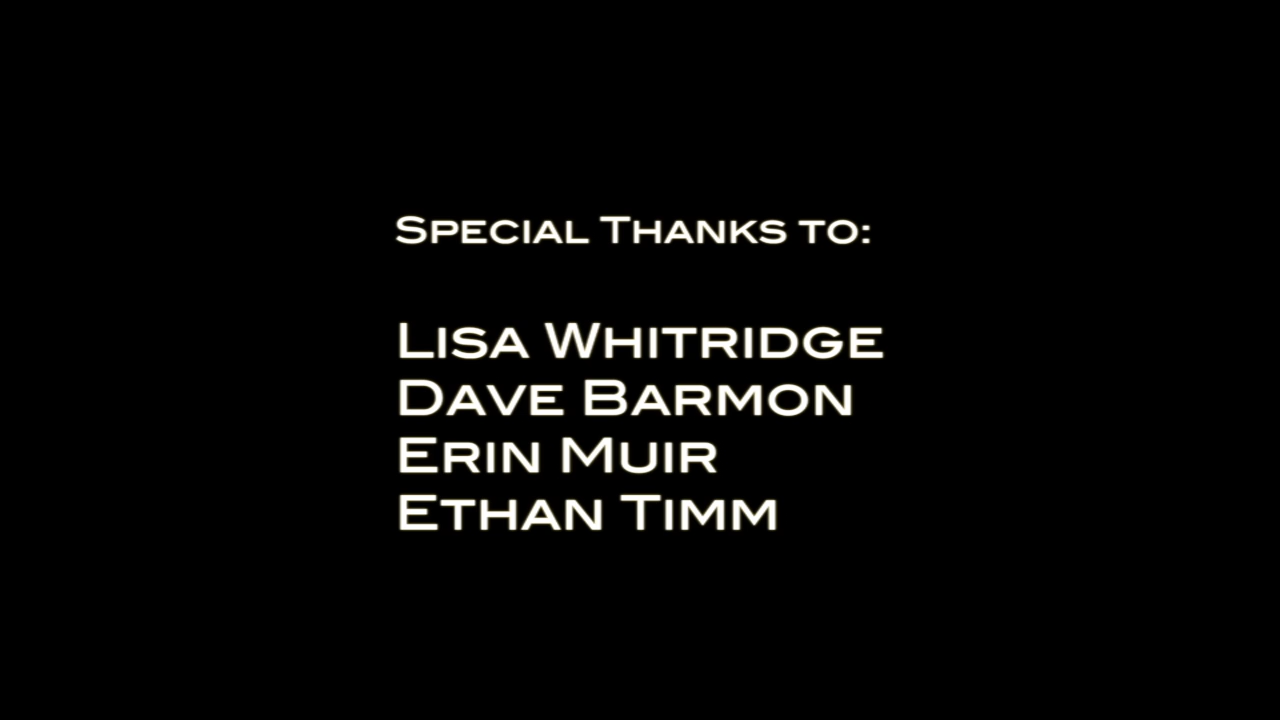 Special Thanks to:
Lisa Whitridge
Dave Barmon
Erin Muir
Ethan Timm